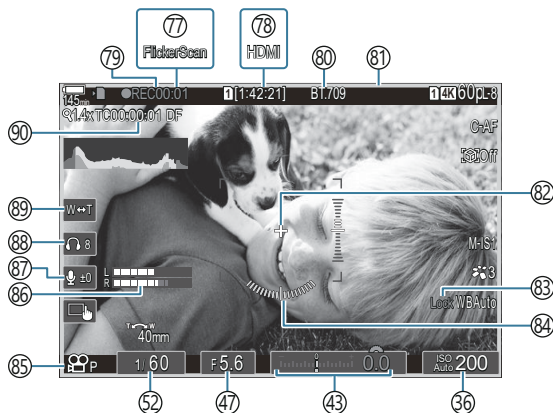 77 78
FlickerScan HDMI
79 80 81
145min REC00:01 1[1:42:21] BT.709 1 4K 60p L-8
1.4x TC00:00:01 DF
90
C-AF
Off
82
89 W↔T
88 8
M-IS1
87 ±0
3
L
R
86
Lock WBAuto 83
84
T W
40mm
85 P 1/60 F5.6 0 0.0 ISO Auto 200
52 47 43 36